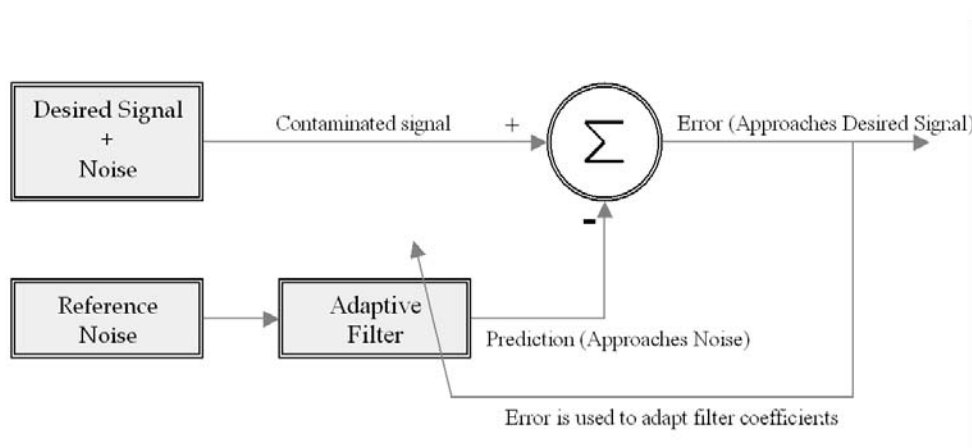 Desired Signal
+
Noise
Contaminated signal
+
Σ
Error (Approaches Desired Signal)
-
Reference
Noise
Adaptive
Filter
Prediction (Approaches Noise)
Error is used to adapt filter coefficients